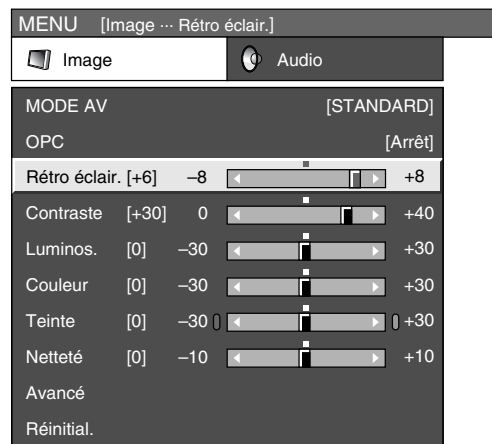 MENU [Image ··· Rétro éclair.]
Image Audio
MODE AV [STANDARD]
OPC [Arrêt]
Rétro éclair. [+6] –8 +8
Contraste [+30] 0 +40
Luminos. [0] –30 +30
Couleur [0] –30 +30
Teinte [0] –30 +30
Netteté [0] –10 +10
Avancé
Réinitial.